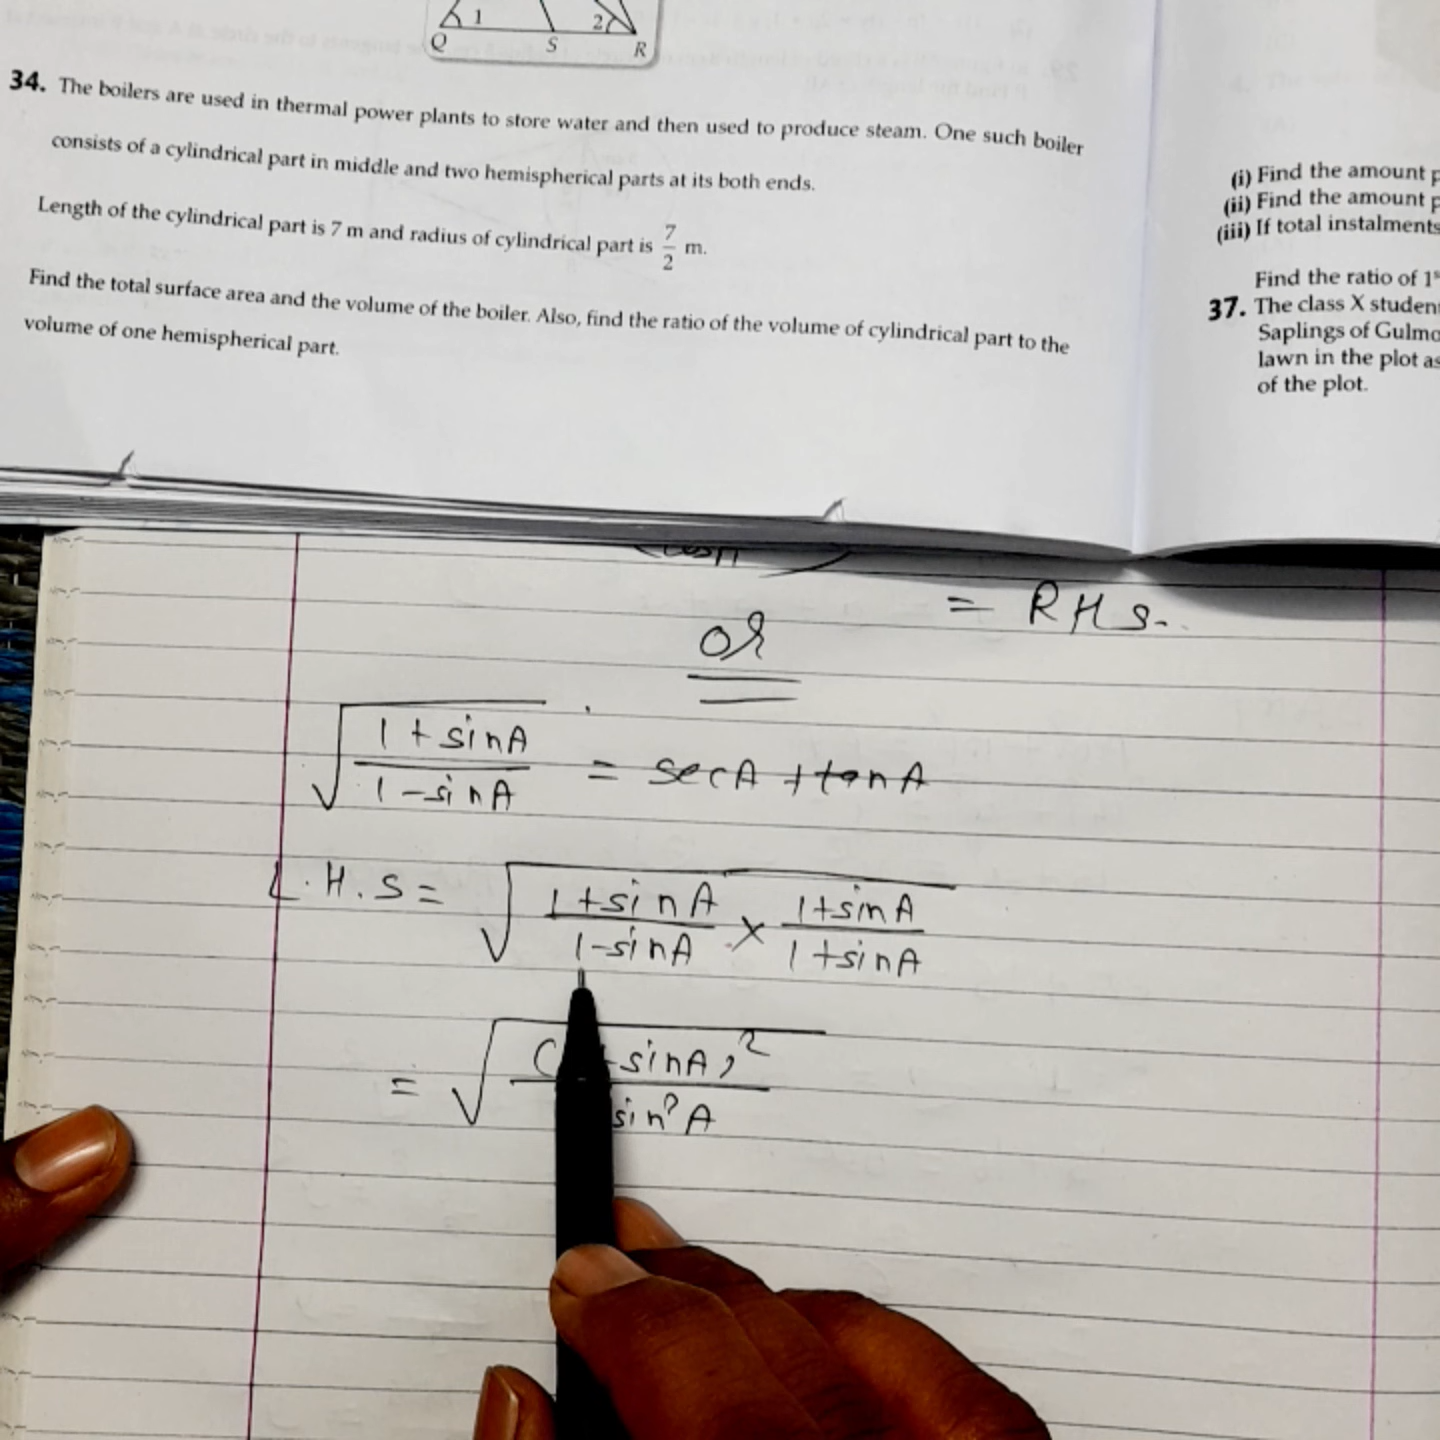 1 2
Q S R
34. The boilers are used in thermal power plants to store water and then used to produce steam. One such boiler
consists of a cylindrical part in middle and two hemispherical parts at its both ends.
Length of the cylindrical part is 7 m and radius of cylindrical part is 7/2 m.
Find the total surface area and the volume of the boiler. Also, find the ratio of the volume of cylindrical part to the
volume of one hemispherical part.
(i) Find the amount p
(ii) Find the amount p
(iii) If total instalments
Find the ratio of 1
37. The class X studen
Saplings of Gulmo
lawn in the plot as
of the plot.
= RHS.
or
√((1+sinA)/(1-sinA)) = secA + tanA
L.H.S = √((1+sinA)/(1-sinA) × (1+sinA)/(1+sinA))
= √(( sinA)² / sin²A)